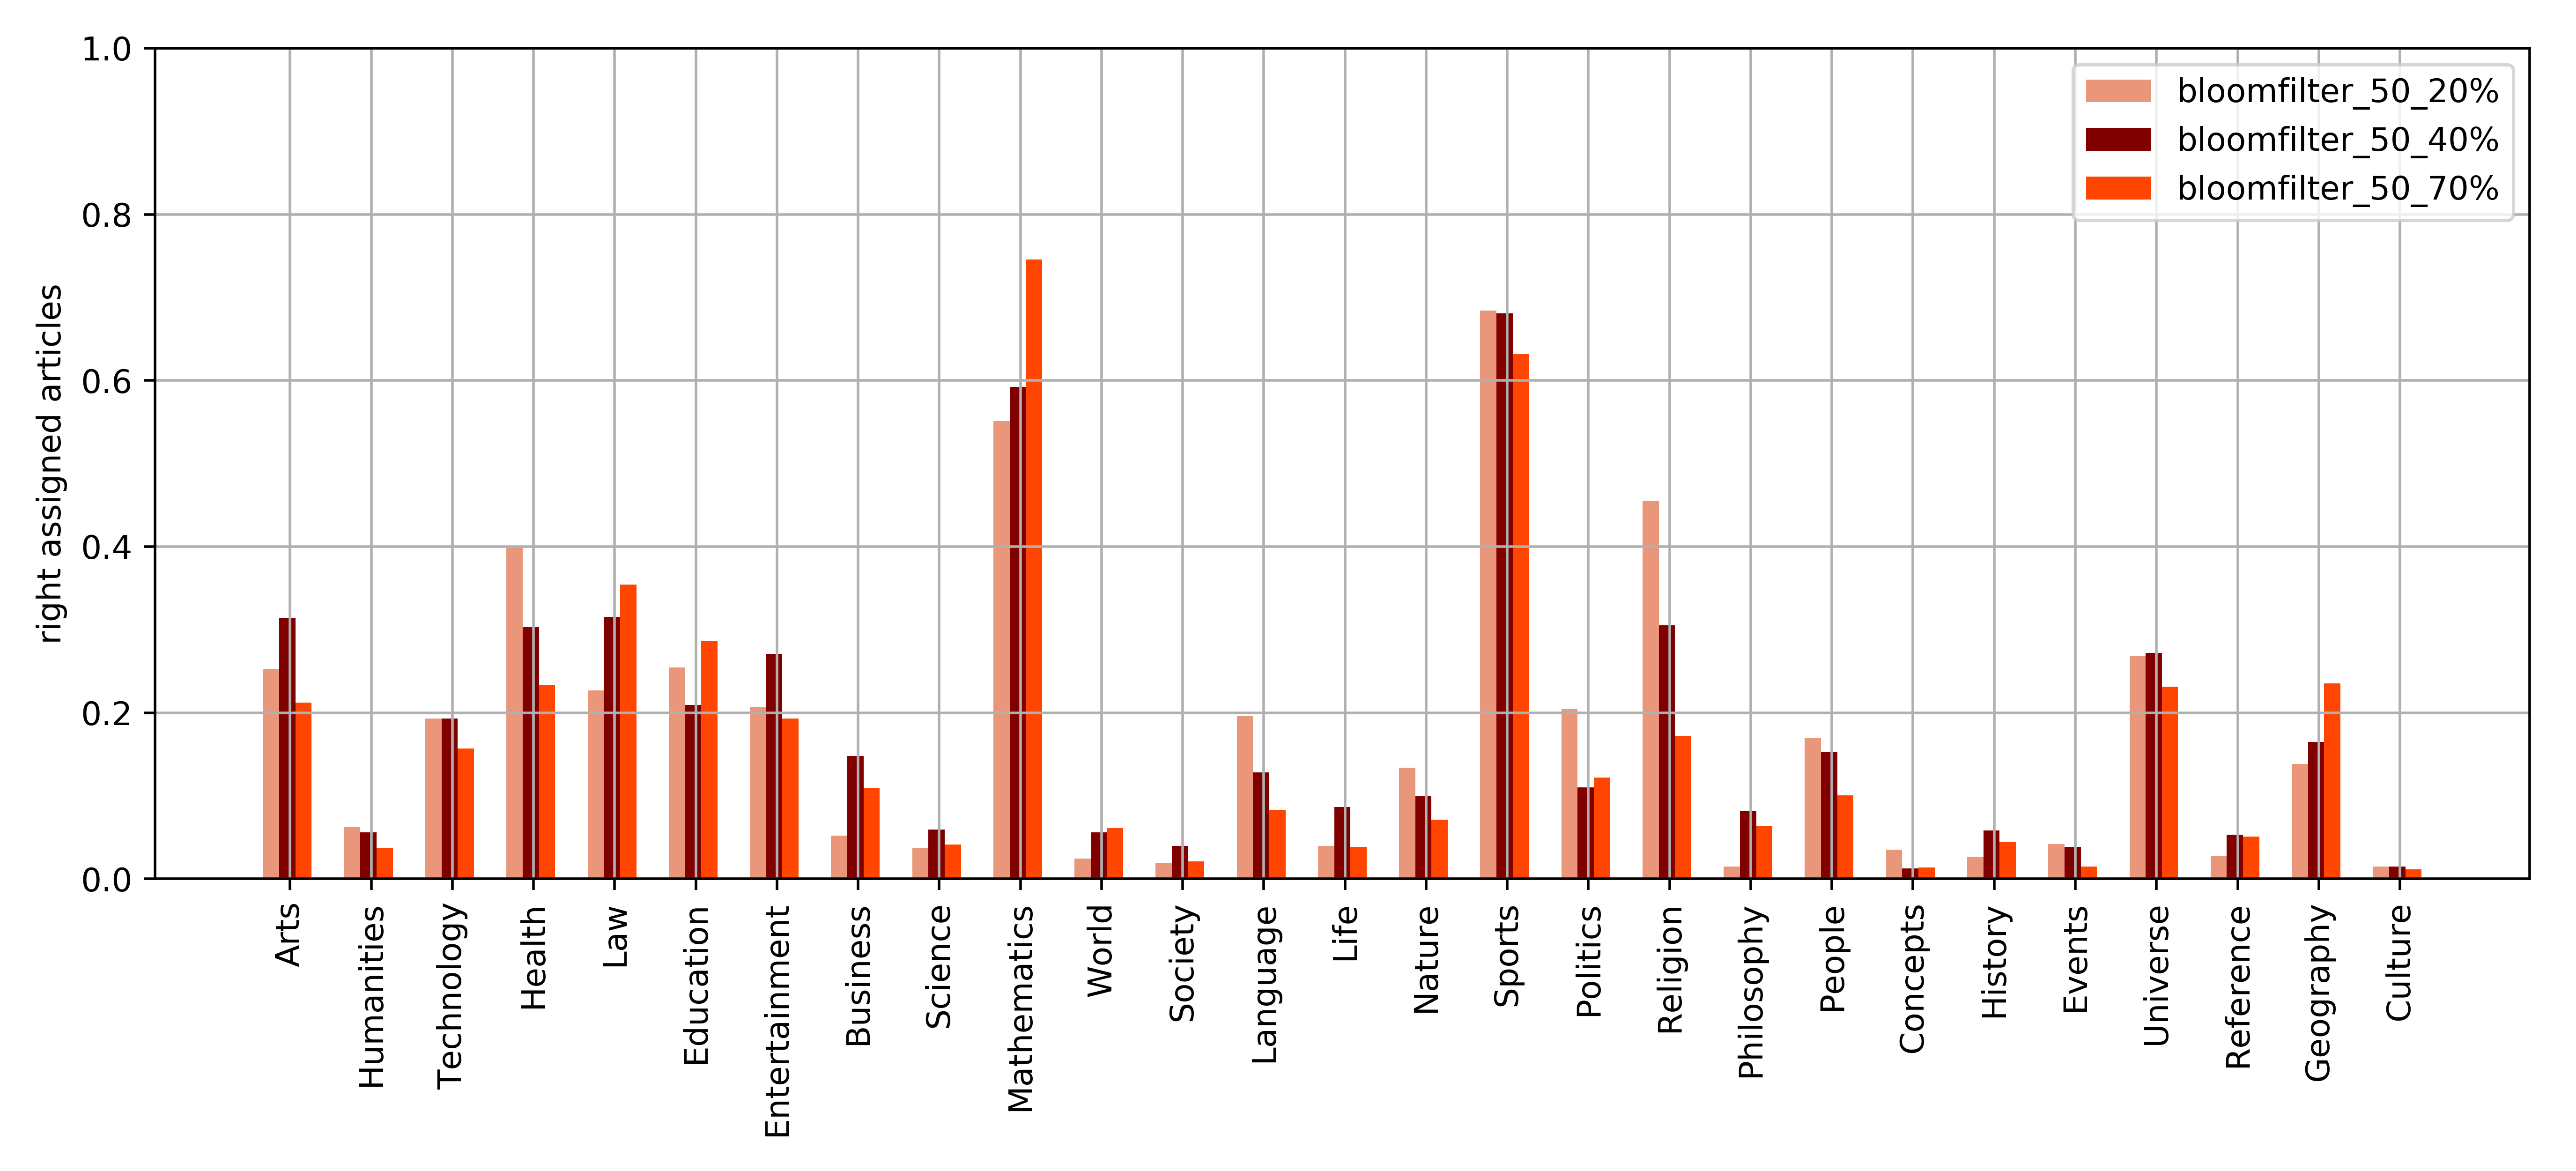 1.0
0.8
0.6
0.4
0.2
0.0
right assigned articles
bloomfilter_50_20%
bloomfilter_50_40%
bloomfilter_50_70%
Arts
Humanities
Technology
Health
Law
Education
Entertainment
Business
Science
Mathematics
World
Society
Language
Life
Nature
Sports
Politics
Religion
Philosophy
People
Concepts
History
Events
Universe
Reference
Geography
Culture